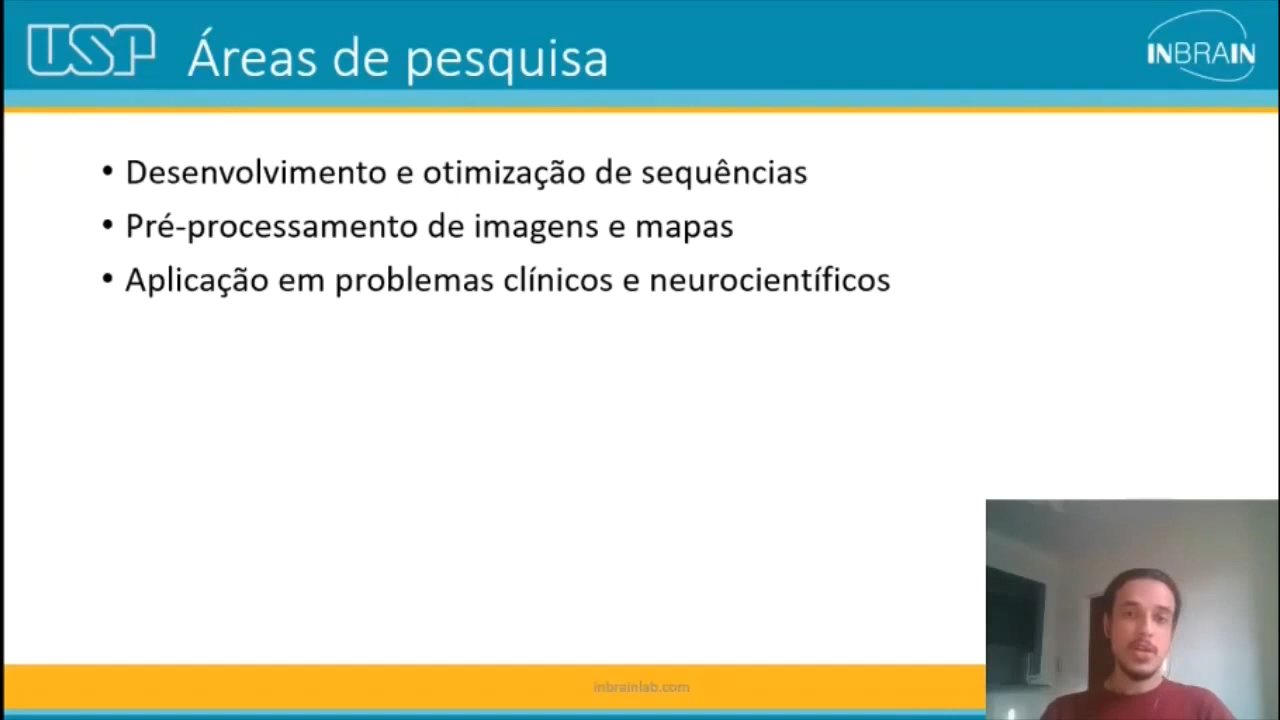 USP
Áreas de pesquisa
INBRAIN
• Desenvolvimento e otimização de sequências
• Pré-processamento de imagens e mapas
• Aplicação em problemas clínicos e neurocientíficos
inbrainlab.com